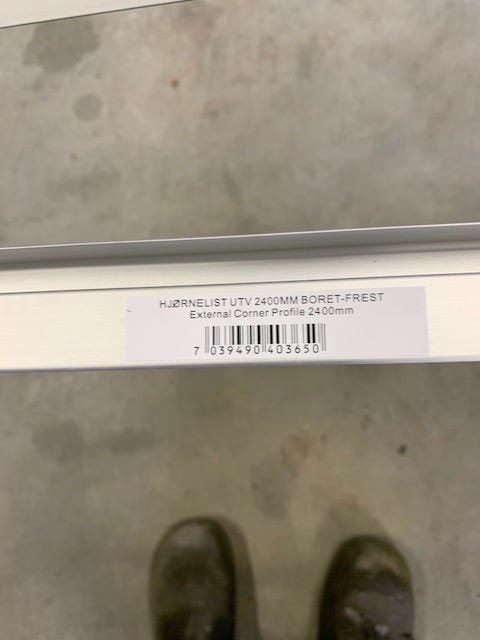 HJØRNELIST UTV 2400MM BORET-FREST
External Corner Profile 2400mm
7 039490 403650